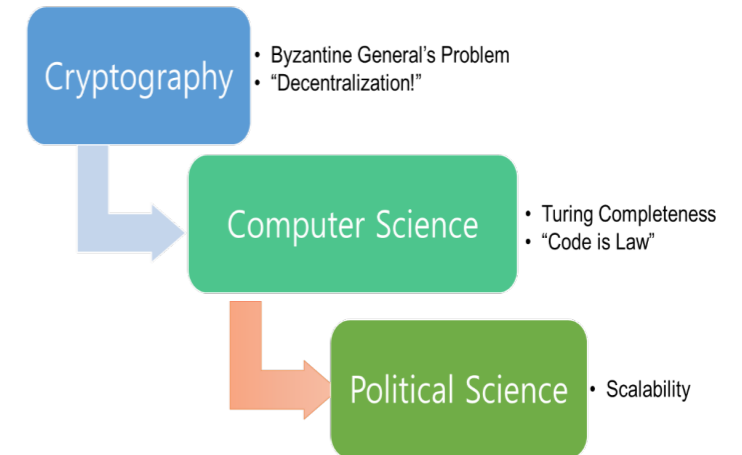 Cryptography
• Byzantine General's Problem
• “Decentralization!”
Computer Science
• Turing Completeness
• “Code is Law”
Political Science
• Scalability